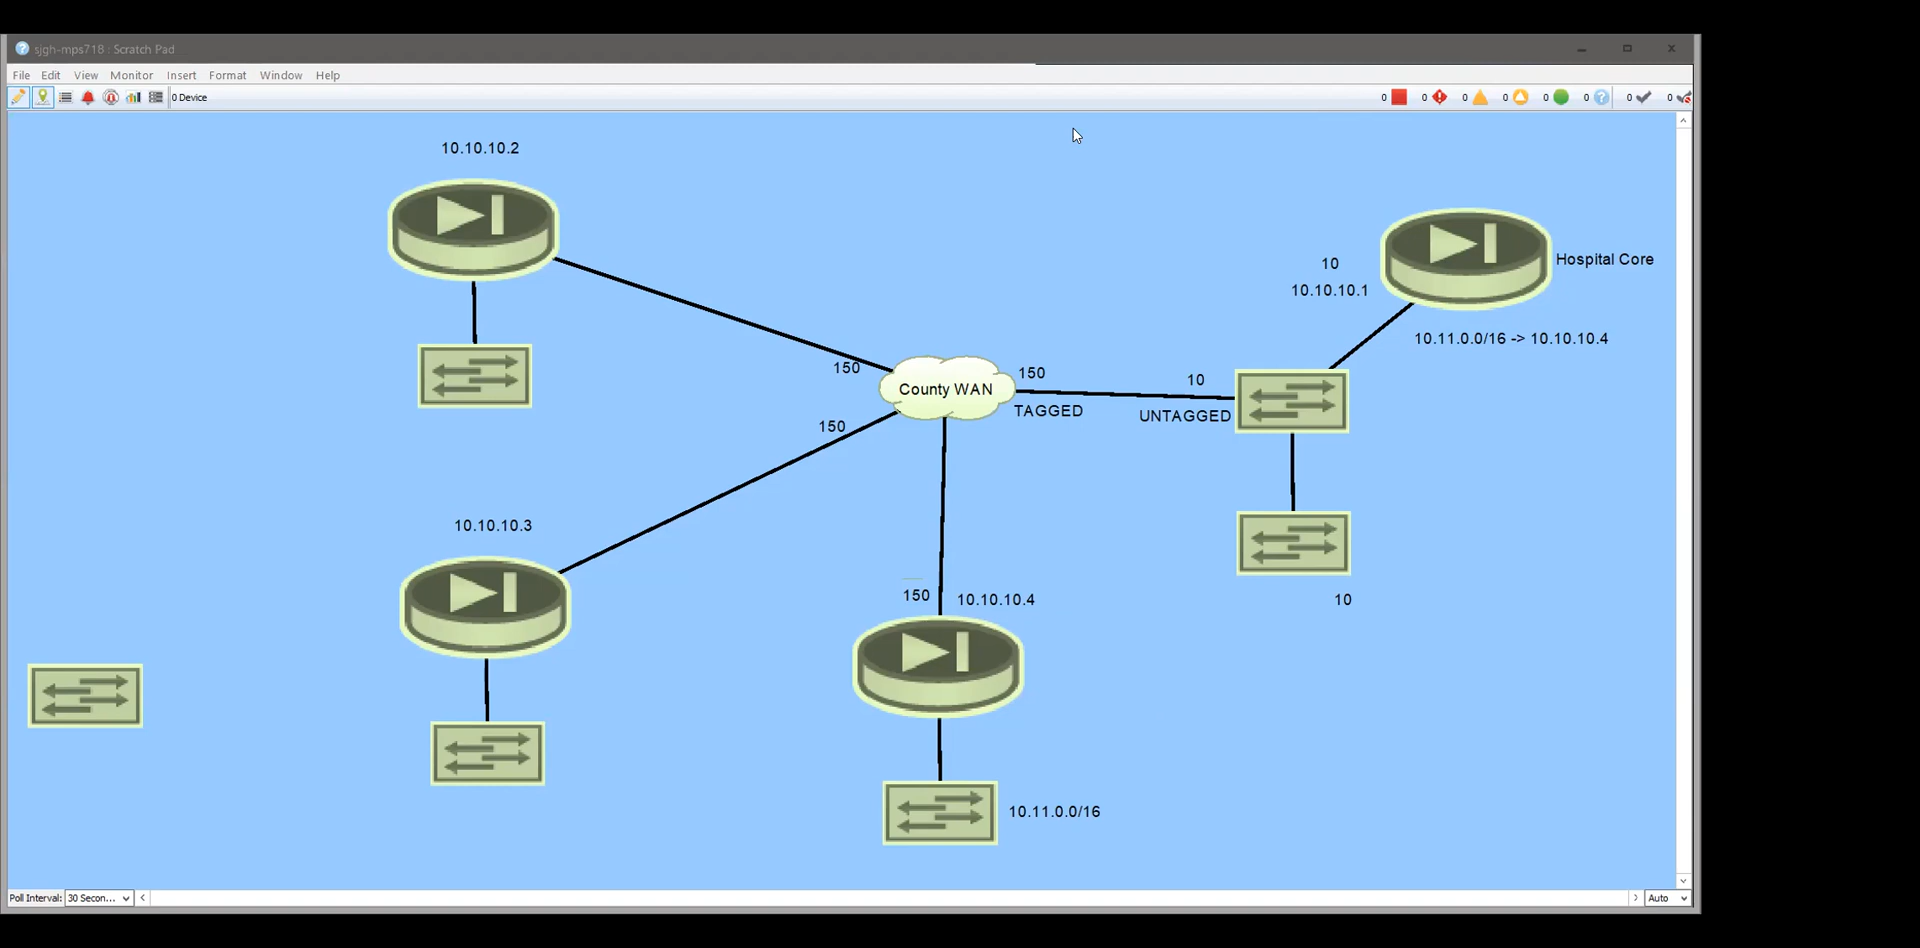 sjgh-mps718 : Scratch Pad
File Edit View Monitor Insert Format Window Help
0 Device
0 0 0 0 0 0 0 0
10.10.10.2
10
Hospital Core
10.10.10.1
10.11.0.0/16 -> 10.10.10.4
150
County WAN
150
10
TAGGED
UNTAGGED
150
10.10.10.3
150
10.10.10.4
10
10.11.0.0/16
Poll Interval: 30 Secon...
Auto